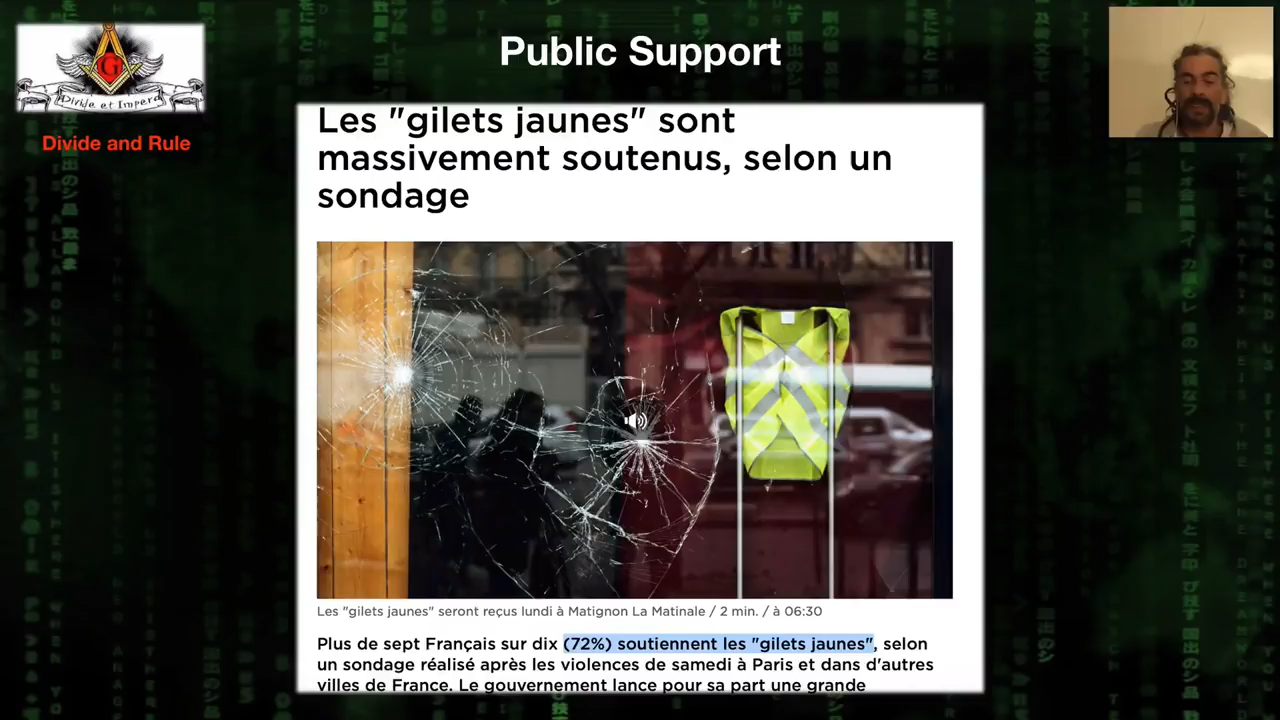 Public Support
G
Divide et Impera
Divide and Rule
Les "gilets jaunes" sont
massivement soutenus, selon un
sondage
Les "gilets jaunes" seront reçus lundi à Matignon La Matinale / 2 min. / à 06:30
Plus de sept Français sur dix (72%) soutiennent les "gilets jaunes", selon
un sondage réalisé après les violences de samedi à Paris et dans d'autres
villes de France. Le gouvernement lance pour sa part une grande